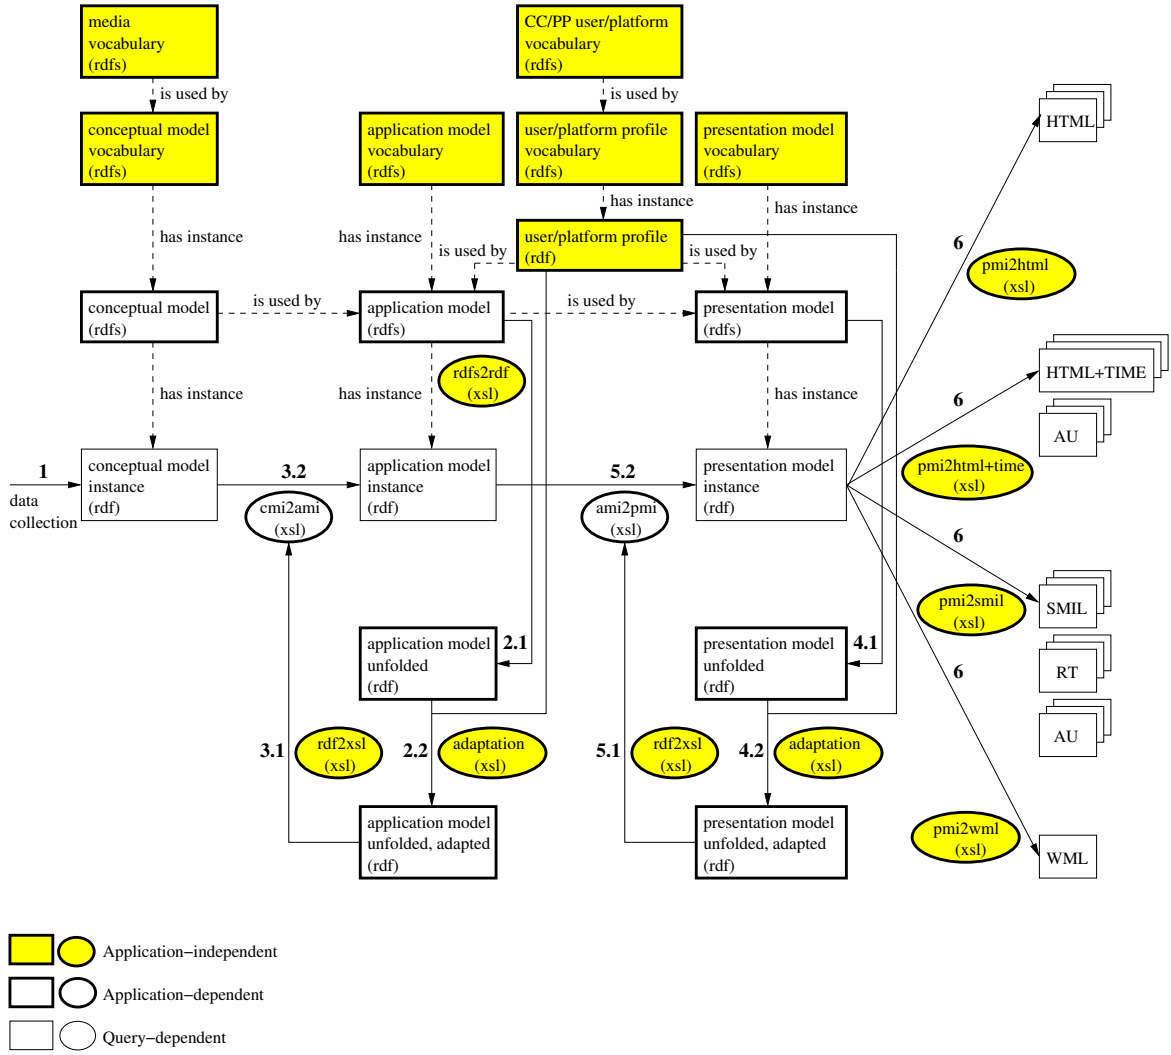 media
vocabulary
(rdfs)
CC/PP user/platform
vocabulary
(rdfs)
is used by
is used by
HTML
conceptual model
vocabulary
(rdfs)
application model
vocabulary
(rdfs)
user/platform profile
vocabulary
(rdfs)
presentation model
vocabulary
(rdfs)
has instance
has instance
has instance
has instance
user/platform profile
(rdf)
is used by
is used by
6
pmi2html
(xsl)
conceptual model
(rdfs)
is used by
application model
(rdfs)
is used by
presentation model
(rdfs)
rdfs2rdf
(xsl)
HTML+TIME
has instance
has instance
has instance
6
AU
1
data
collection
conceptual model
instance
(rdf)
3.2
cmi2ami
(xsl)
application model
instance
(rdf)
5.2
ami2pmi
(xsl)
presentation model
instance
(rdf)
pmi2html+time
(xsl)
6
pmi2smil
(xsl)
SMIL
application model
unfolded
(rdf)
2.1
presentation model
unfolded
(rdf)
4.1
6
RT
AU
3.1
rdf2xsl
(xsl)
2.2
adaptation
(xsl)
5.1
rdf2xsl
(xsl)
4.2
adaptation
(xsl)
application model
unfolded, adapted
(rdf)
presentation model
unfolded, adapted
(rdf)
pmi2wml
(xsl)
WML
Application−independent
Application−dependent
Query−dependent